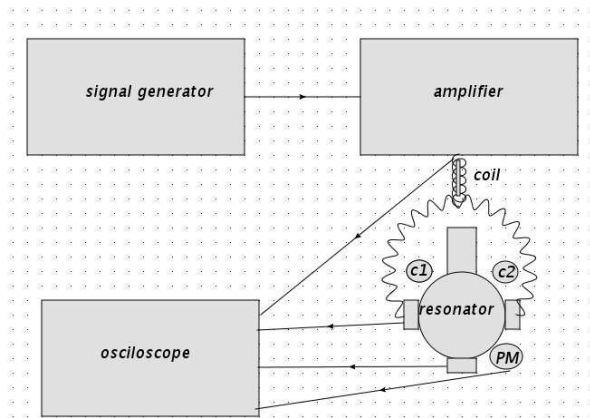 signal generator
amplifier
coil
c1
c2
resonator
osciloscope
PM